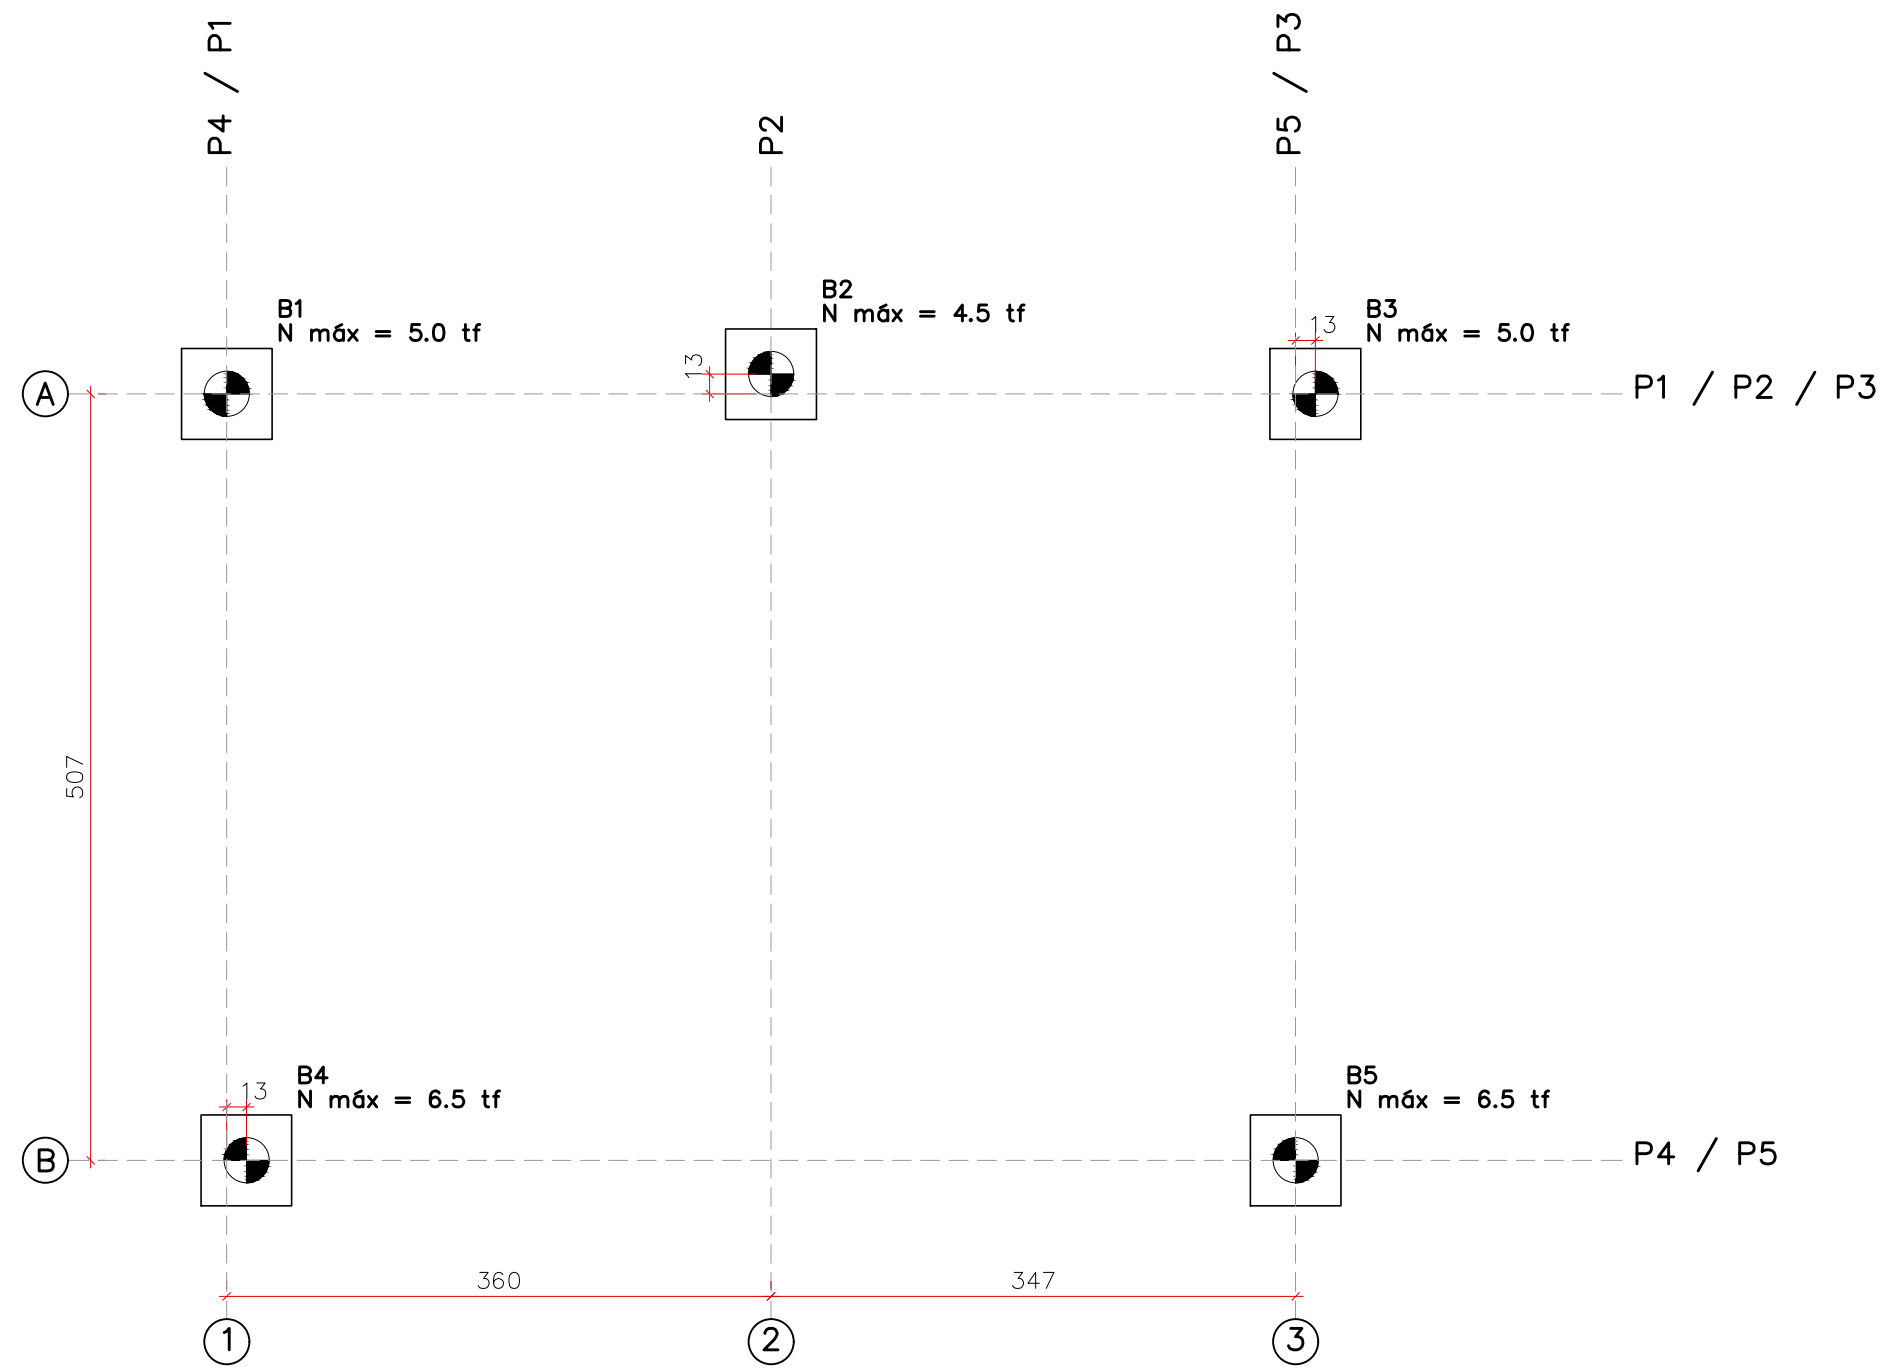 P4 / P1
P2
P5 / P3
B1
N máx = 5.0 tf
B2
N máx = 4.5 tf
B3
13
N máx = 5.0 tf
13
A
P1 / P2 / P3
507
B4
13
N máx = 6.5 tf
B5
N máx = 6.5 tf
B
P4 / P5
360
347
1
2
3